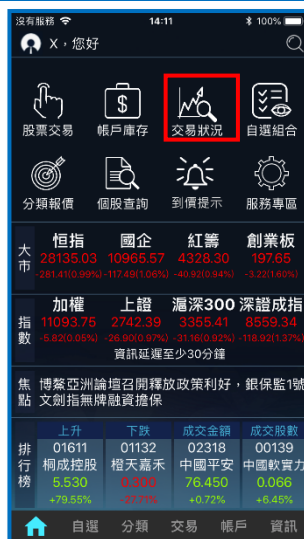 沒有服務 14:11 100%
X，您好
股票交易 帳戶庫存 交易狀況 自選組合
分類報價 個股查詢 到價提示 服務專區
大市 恒指 國企 紅籌 創業板
28135.03 10965.57 4328.30 197.65
-281.41(0.99%) -117.49(1.06%) -40.92(0.94%) -3.22(1.60%)
指數 加權 上證 滬深300 深證成指
11093.75 2742.39 3365.41 8559.34
-5.82(0.05%) -26.90(0.97%) -31.16(0.92%) -118.92(1.37%)
資訊延遲至少30分鐘
焦點 博鰲亞洲論壇召開釋放政策利好，銀保監1號
文劍指無牌融資擔保
排行榜 上升 下跌 成交金額 成交股數
01611 01132 02318 00139
桐成控股 橙天嘉禾 中國平安 中國軟實力
5.530 0.300 76.450 0.066
+79.55% -27.71% +0.72% +6.45%
自選 分類 交易 帳戶 資訊